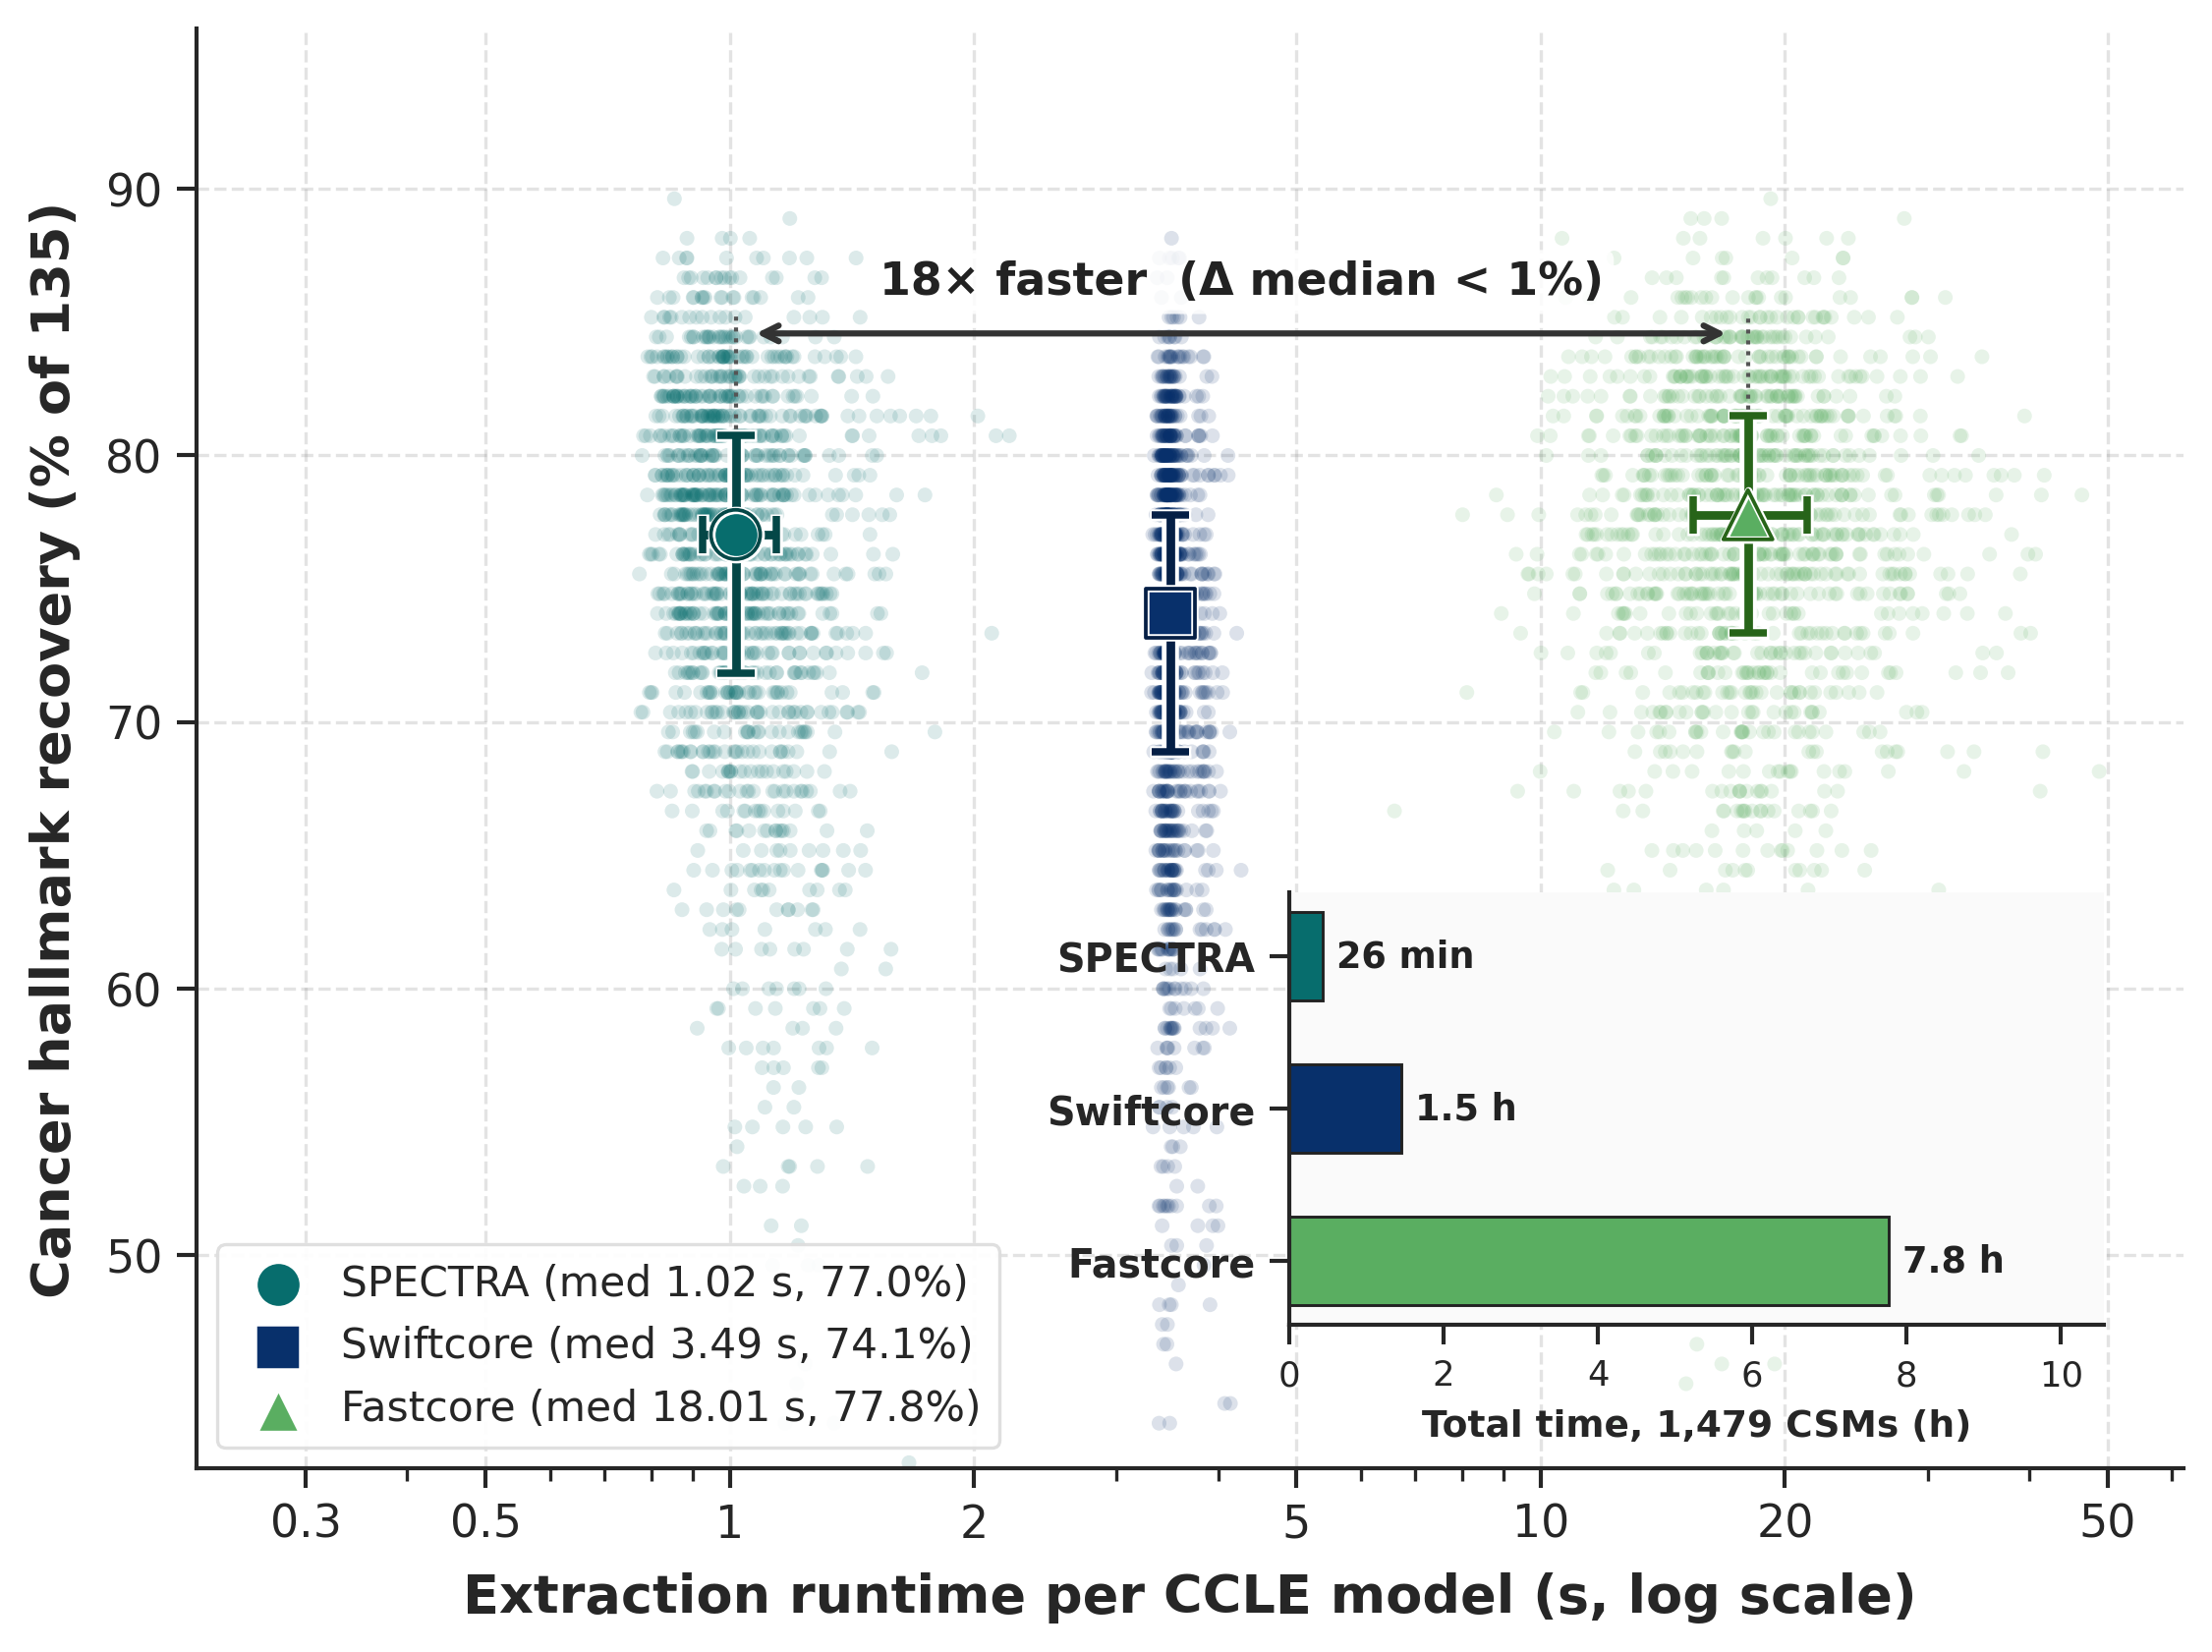 Cancer hallmark recovery (% of 135)
90
80
70
60
50
18× faster (Δ median < 1%)
SPECTRA
26 min
Swiftcore
1.5 h
Fastcore
7.8 h
0 2 4 6 8 10
Total time, 1,479 CSMs (h)
SPECTRA (med 1.02 s, 77.0%)
Swiftcore (med 3.49 s, 74.1%)
Fastcore (med 18.01 s, 77.8%)
0.3 0.5 1 2 5 10 20 50
Extraction runtime per CCLE model (s, log scale)